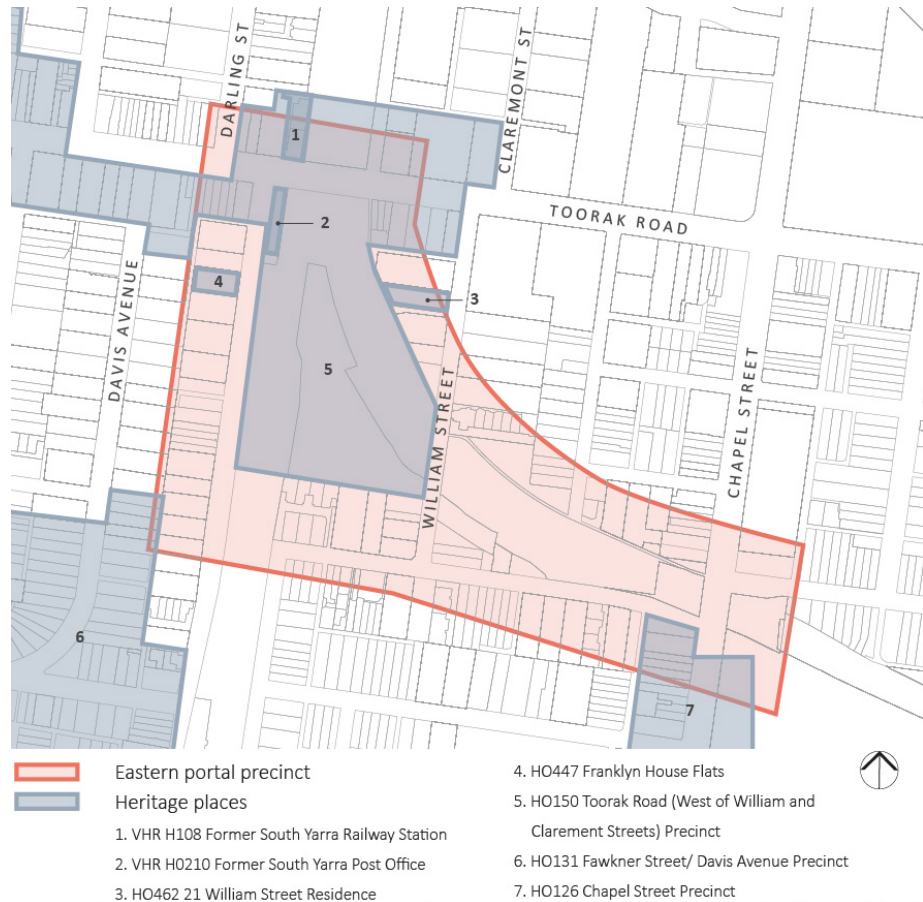 DARLING ST
CLAREMONT ST
1
TOORAK ROAD
2
4
3
DAVIS AVENUE
5
WILLIAM STREET
CHAPEL STREET
6
7
Eastern portal precinct
Heritage places
1. VHR H108 Former South Yarra Railway Station
2. VHR H0210 Former South Yarra Post Office
3. HO462 21 William Street Residence
4. HO447 Franklyn House Flats
5. HO150 Toorak Road (West of William and
Clarement Streets) Precinct
6. HO131 Fawkner Street/ Davis Avenue Precinct
7. HO126 Chapel Street Precinct